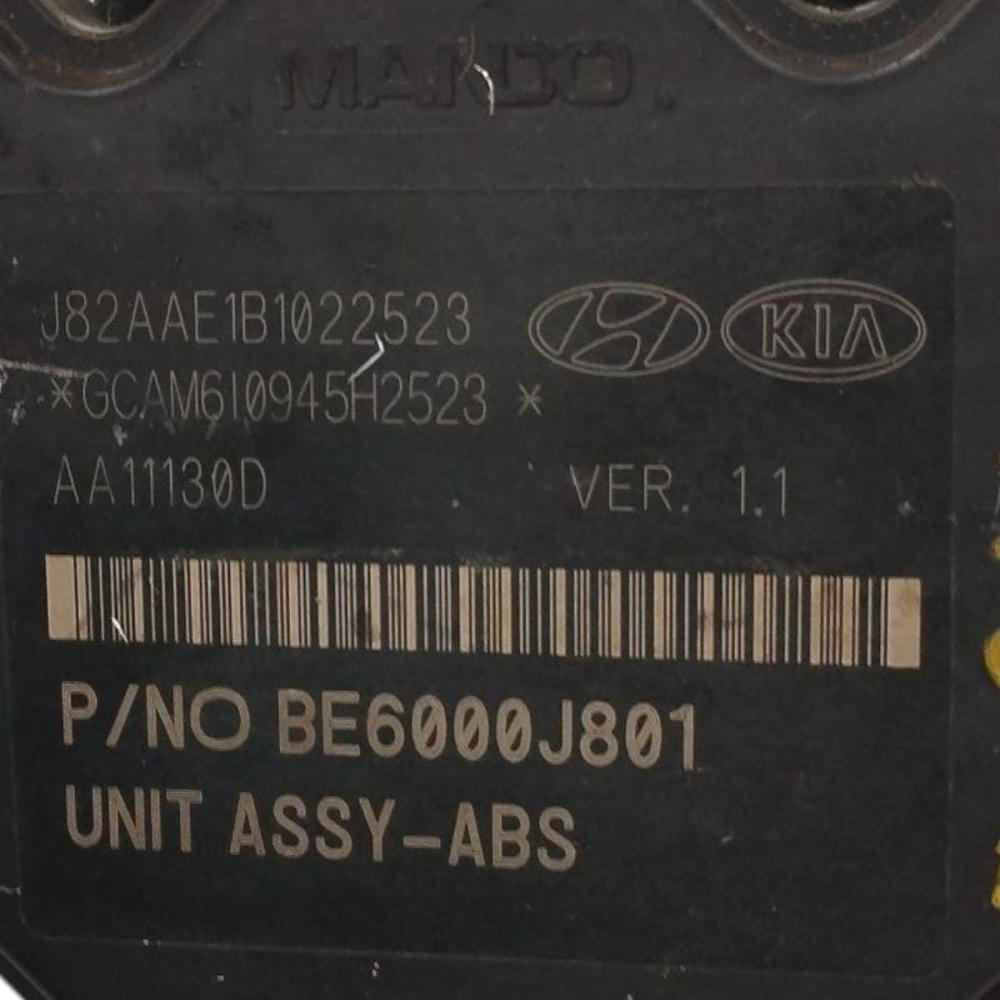 MANDO
J82AAE1B1022523
KIA
*GCAM6I0945H2523 *
AA11130D VER. 1.1
P/NO BE6000J801
UNIT ASSY-ABS